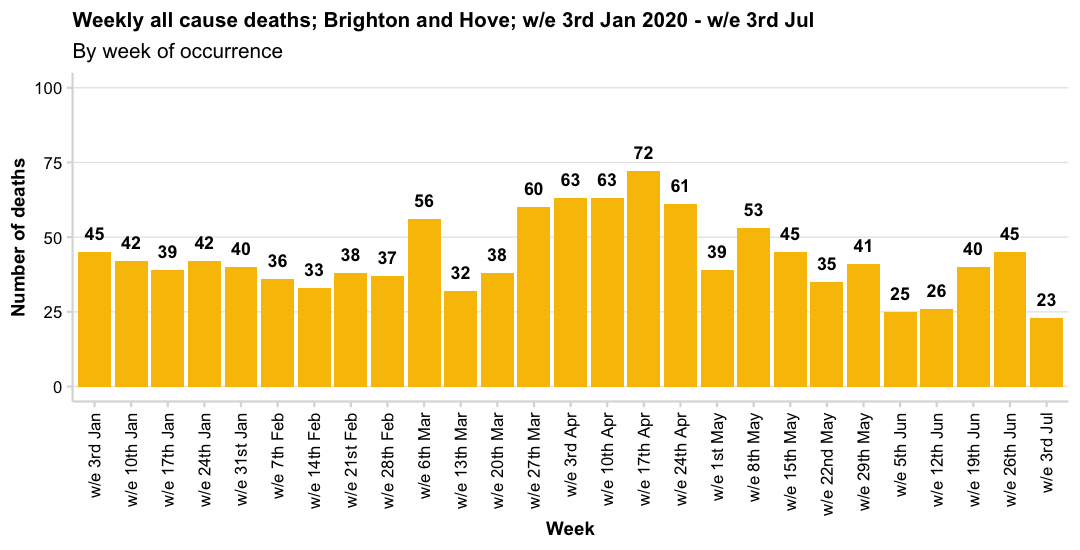 Weekly all cause deaths; Brighton and Hove; w/e 3rd Jan 2020 - w/e 3rd Jul
By week of occurrence
Number of deaths
100
75
50
25
0
45
42
39
42
40
36
33
38
37
56
32
38
60
63
63
72
61
39
53
45
35
41
25
26
40
45
23
w/e 3rd Jan
w/e 10th Jan
w/e 17th Jan
w/e 24th Jan
w/e 31st Jan
w/e 7th Feb
w/e 14th Feb
w/e 21st Feb
w/e 28th Feb
w/e 6th Mar
w/e 13th Mar
w/e 20th Mar
w/e 27th Mar
w/e 3rd Apr
w/e 10th Apr
w/e 17th Apr
w/e 24th Apr
w/e 1st May
w/e 8th May
w/e 15th May
w/e 22nd May
w/e 29th May
w/e 5th Jun
w/e 12th Jun
w/e 19th Jun
w/e 26th Jun
w/e 3rd Jul
Week